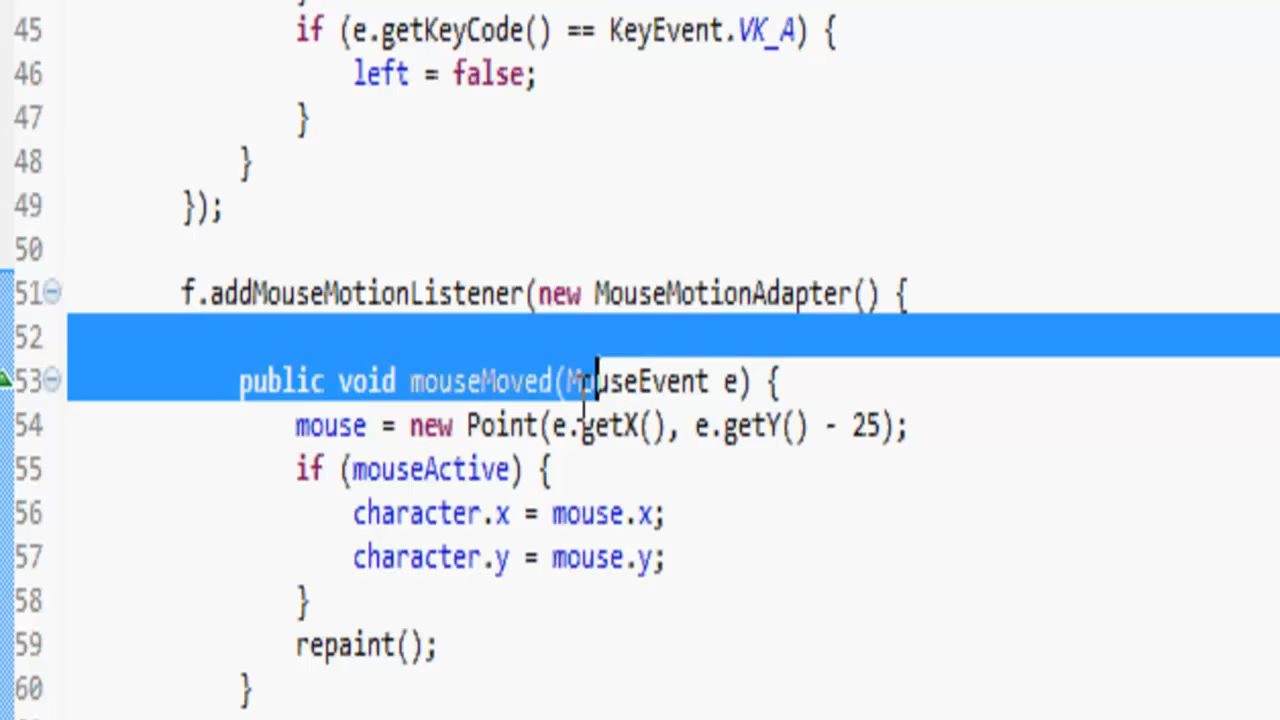 45 if (e.getKeyCode() == KeyEvent.VK_A) {
46 left = false;
47 }
48 }
49 });
50
51 f.addMouseMotionListener(new MouseMotionAdapter() {
52
53 public void mouseMoved(MouseEvent e) {
54 mouse = new Point(e.getX(), e.getY() - 25);
55 if (mouseActive) {
56 character.x = mouse.x;
57 character.y = mouse.y;
58 }
59 repaint();
60 }